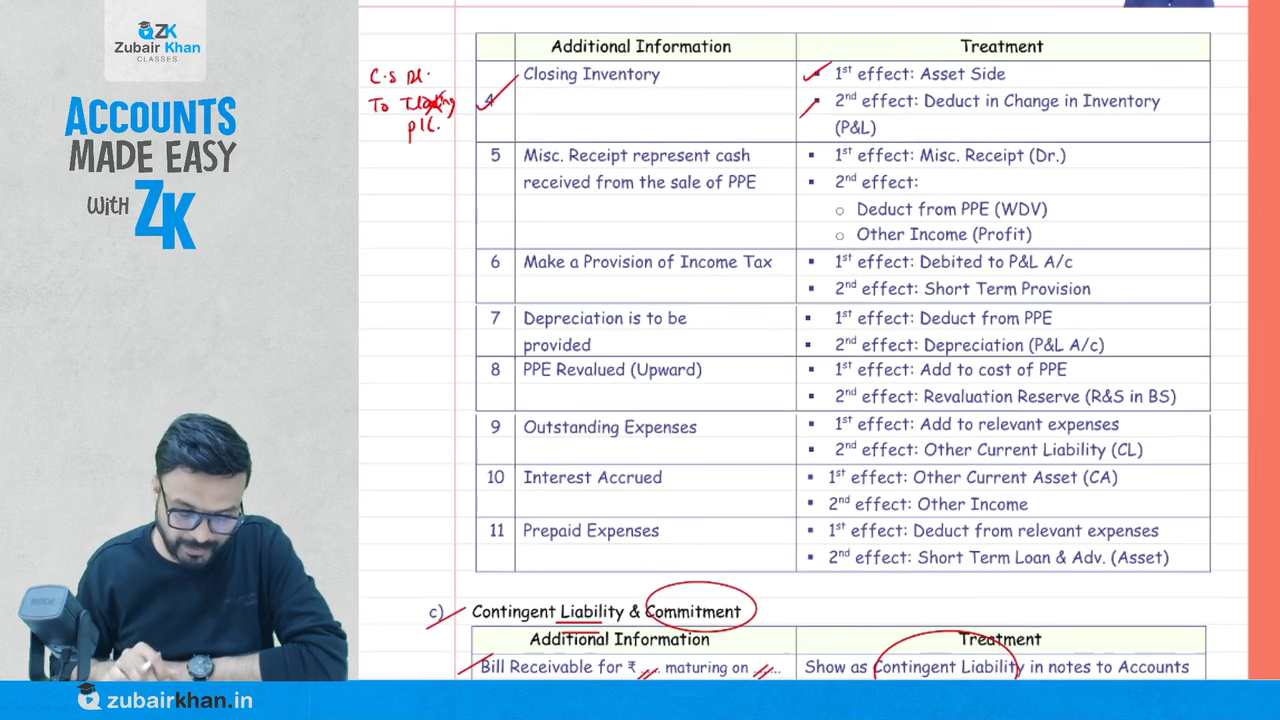 ZK
Zubair Khan
CLASSES
ACCOUNTS
MADE EASY
WITH ZK
Additional Information Treatment
C.S Dr.
To Trading
P/L.
4 Closing Inventory
▪ 1st effect: Asset Side
▪ 2nd effect: Deduct in Change in Inventory
(P&L)
5 Misc. Receipt represent cash
received from the sale of PPE
▪ 1st effect: Misc. Receipt (Dr.)
▪ 2nd effect:
o Deduct from PPE (WDV)
o Other Income (Profit)
6 Make a Provision of Income Tax
▪ 1st effect: Debited to P&L A/c
▪ 2nd effect: Short Term Provision
7 Depreciation is to be
provided
▪ 1st effect: Deduct from PPE
▪ 2nd effect: Depreciation (P&L A/c)
8 PPE Revalued (Upward)
▪ 1st effect: Add to cost of PPE
▪ 2nd effect: Revaluation Reserve (R&S in BS)
9 Outstanding Expenses
▪ 1st effect: Add to relevant expenses
▪ 2nd effect: Other Current Liability (CL)
10 Interest Accrued
▪ 1st effect: Other Current Asset (CA)
▪ 2nd effect: Other Income
11 Prepaid Expenses
▪ 1st effect: Deduct from relevant expenses
▪ 2nd effect: Short Term Loan & Adv. (Asset)
c) Contingent Liability & Commitment
Additional Information Treatment
Bill Receivable for ₹ .... maturing on ...... Show as Contingent Liability in notes to Accounts
RODE
zubairkhan.in